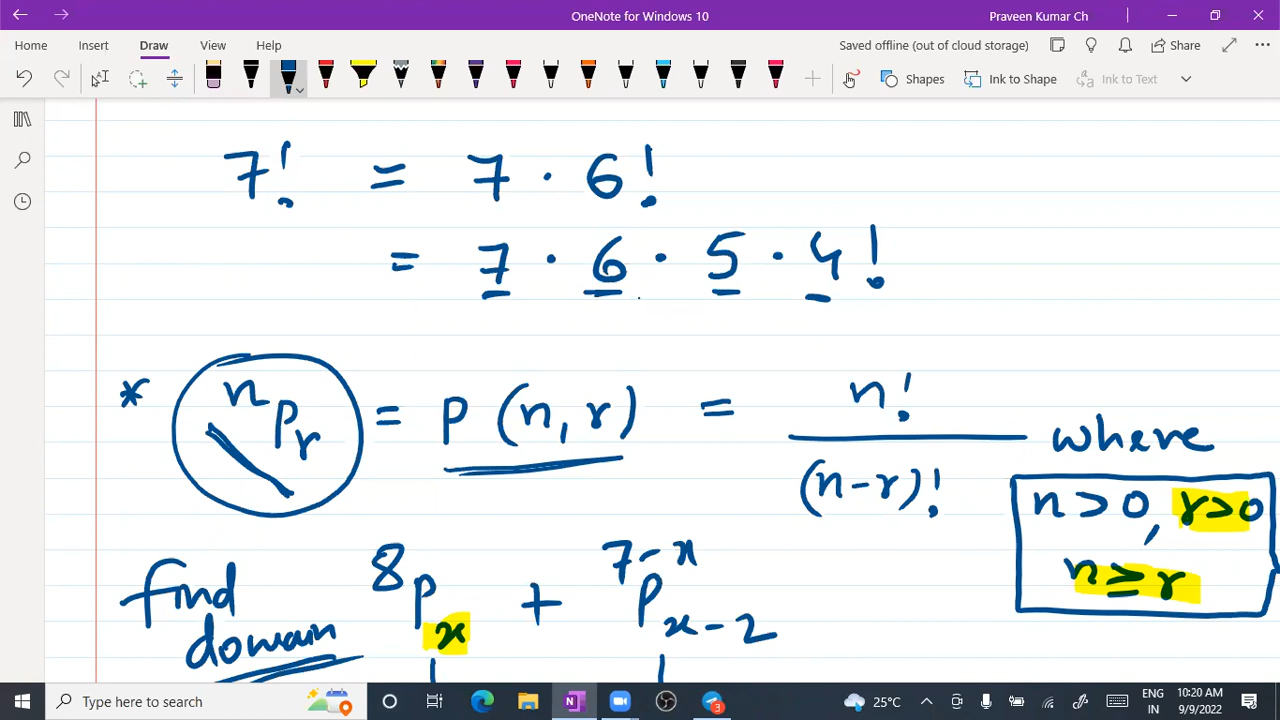 OneNote for Windows 10
Praveen Kumar Ch
Home Insert Draw View Help
Saved offline (out of cloud storage)
Share
Shapes
Ink to Shape
Ink to Text
7! = 7 · 6!
= 7 · 6 · 5 · 4!
* ⁿPᵣ = P(n, r) = n!/(n-r)! where
n > 0, r > 0
n ≥ r
find domain ⁸Pₓ + ⁷⁻ˣPₓ₋₂
Type here to search
3
25°C
ENG
IN
10:20 AM
9/9/2022